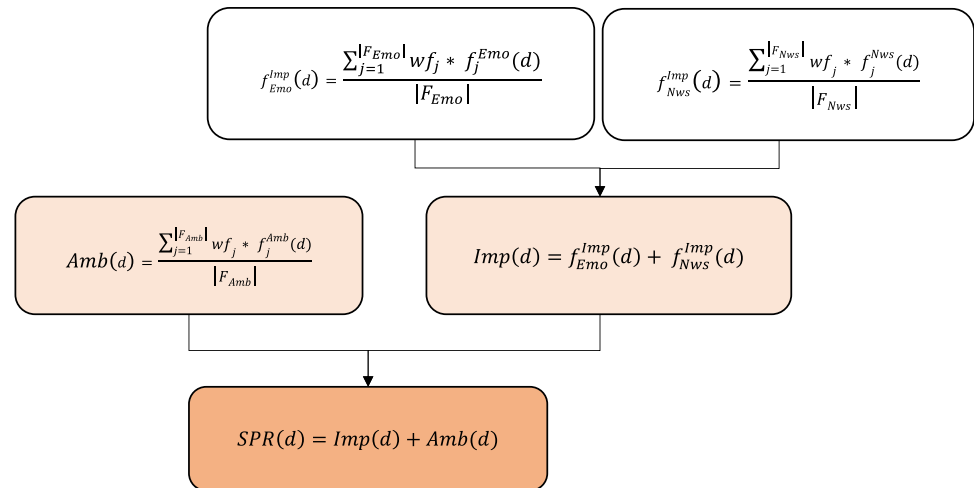 f_{Emo}^{Imp}(d) = \frac{\sum_{j=1}^{|F_{Emo}|} wf_j * f_j^{Emo}(d)}{|F_{Emo}|}
f_{Nws}^{Imp}(d) = \frac{\sum_{j=1}^{|F_{Nws}|} wf_j * f_j^{Nws}(d)}{|F_{Nws}|}
Amb(d) = \frac{\sum_{j=1}^{|F_{Amb}|} wf_j * f_j^{Amb}(d)}{|F_{Amb}|}
Imp(d) = f_{Emo}^{Imp}(d) + f_{Nws}^{Imp}(d)
SPR(d) = Imp(d) + Amb(d)